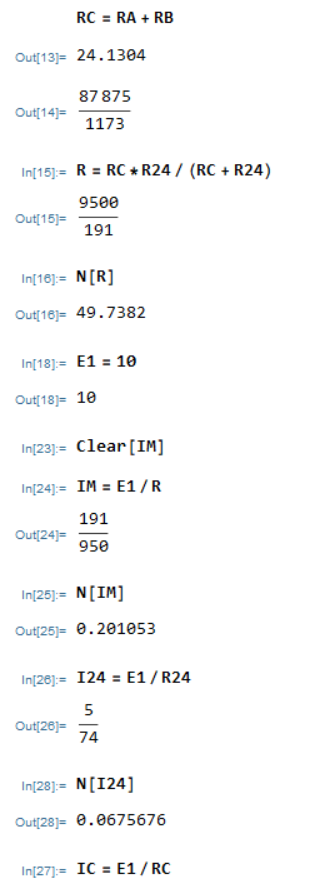 RC = RA + RB
Out[13]= 24.1304
Out[14]= 87 875
1173
In[15]:= R = RC * R24 / (RC + R24)
Out[15]= 9500
191
In[16]:= N[R]
Out[16]= 49.7382
In[18]:= E1 = 10
Out[18]= 10
In[23]:= Clear[IM]
In[24]:= IM = E1 / R
Out[24]= 191
950
In[25]:= N[IM]
Out[25]= 0.201053
In[26]:= I24 = E1 / R24
Out[26]= 5
74
In[28]:= N[I24]
Out[28]= 0.0675676
In[27]:= IC = E1 / RC